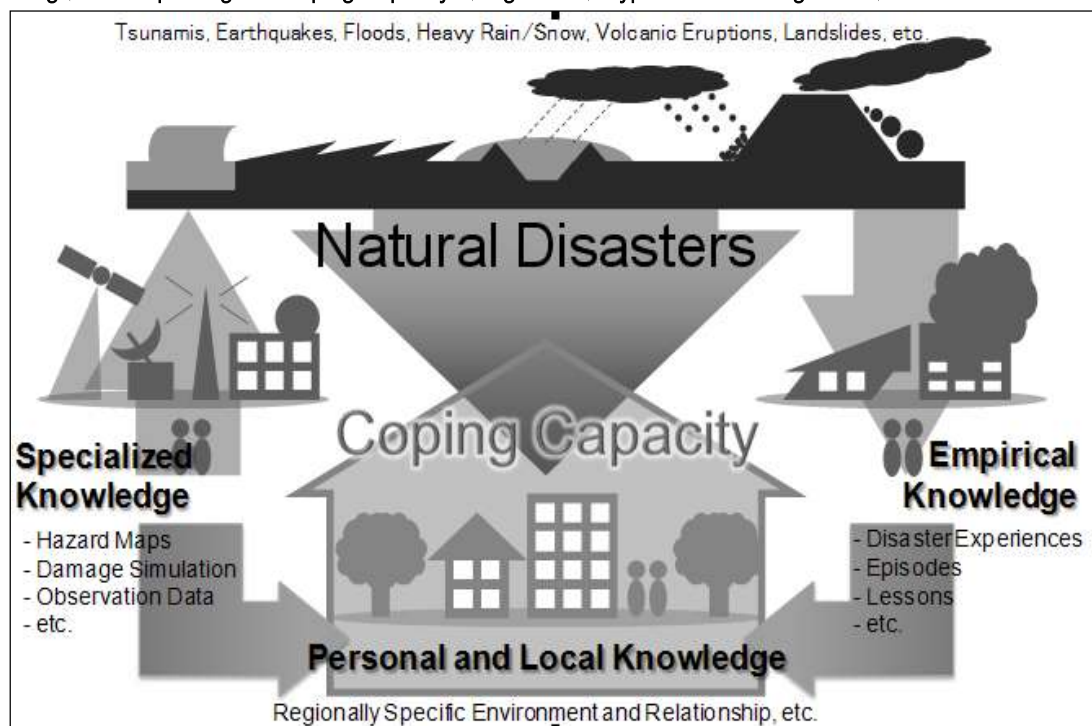 Tsunamis, Earthquakes, Floods, Heavy Rain/Snow, Volcanic Eruptions, Landslides, etc.
Natural Disasters
Coping Capacity
Specialized
Knowledge
- Hazard Maps
- Damage Simulation
- Observation Data
- etc.
Empirical
Knowledge
- Disaster Experiences
- Episodes
- Lessons
- etc.
Personal and Local Knowledge
Regionally Specific Environment and Relationship, etc.